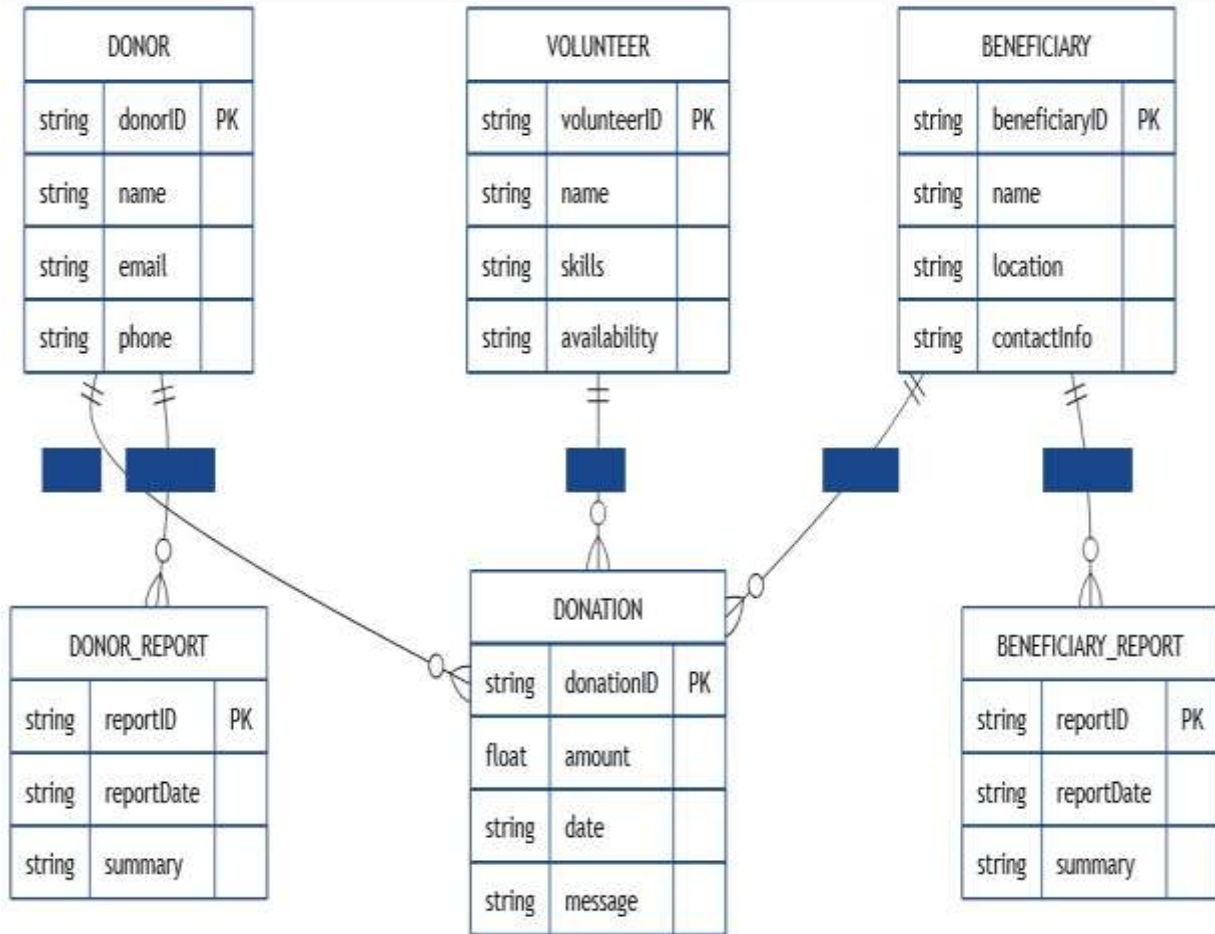 DONOR
string donorID PK
string name
string email
string phone
VOLUNTEER
string volunteerID PK
string name
string skills
string availability
BENEFICIARY
string beneficiaryID PK
string name
string location
string contactInfo
DONOR_REPORT
string reportID PK
string reportDate
string summary
DONATION
string donationID PK
float amount
string date
string message
BENEFICIARY_REPORT
string reportID PK
string reportDate
string summary